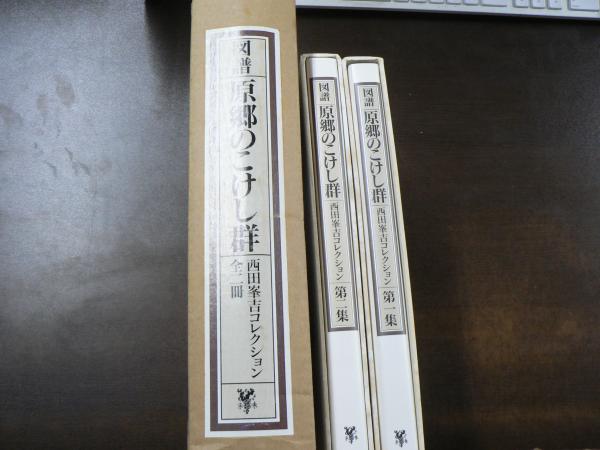 図譜
原郷のこけし群
西田峯吉コレクション
全二冊
図譜
原郷のこけし群
西田峯吉コレクション
第二集
図譜
原郷のこけし群
西田峯吉コレクション
第一集